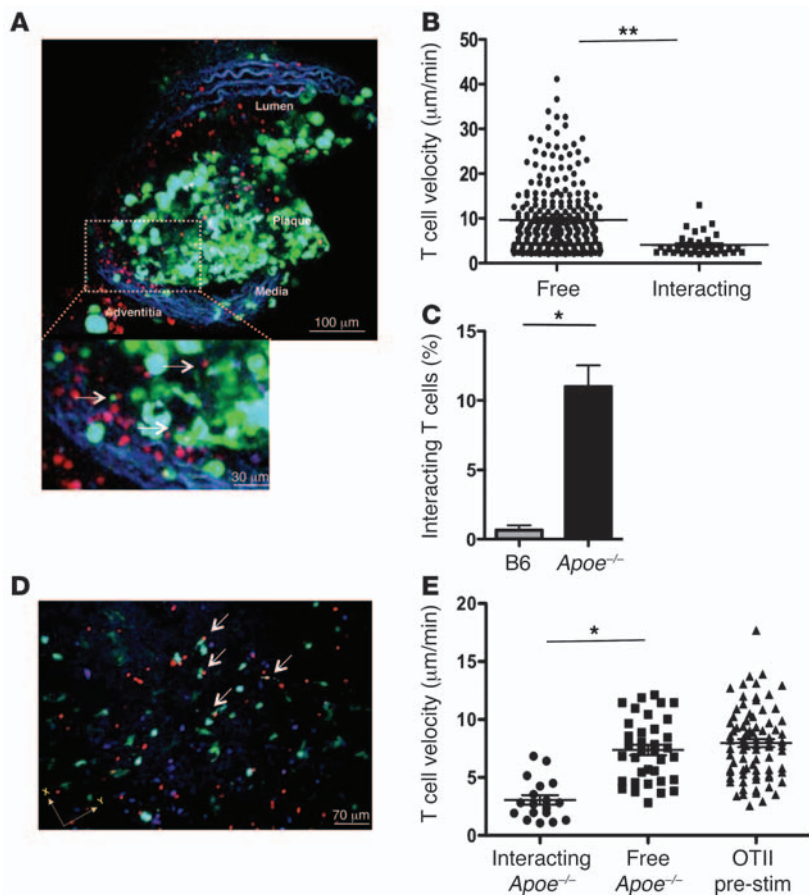 A
Lumen
Plaque
Media
Adventitia
100 μm
30 μm
B
T cell velocity (μm/min)
50
40
30
20
10
0
**
Free
Interacting
C
Interacting T cells (%)
15
10
5
0
*
B6
Apoe–/–
D
X
Y
70 μm
E
T cell velocity (μm/min)
20
15
10
5
0
*
Interacting
Apoe–/–
Free
Apoe–/–
OTII
pre-stim